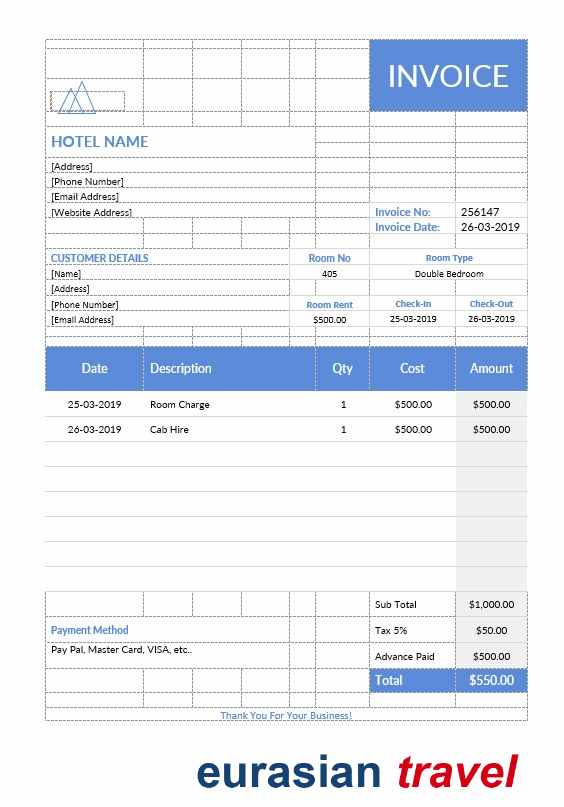 INVOICE
HOTEL NAME
[Address]
[Phone Number]
[Email Address]
[Website Address]
Invoice No: 256147
Invoice Date: 26-03-2019
CUSTOMER DETAILS Room No Room Type
[Name] 405 Double Bedroom
[Address]
[Phone Number] Room Rent Check-In Check-Out
[Email Address] $500.00 25-03-2019 26-03-2019
Date Description Qty Cost Amount
25-03-2019 Room Charge 1 $500.00 $500.00
26-03-2019 Cab Hire 1 $500.00 $500.00
Sub Total $1,000.00
Payment Method Tax 5% $50.00
Pay Pal, Master Card, VISA, etc..
Advance Paid $500.00
Total $550.00
Thank You For Your Business!
eurasian travel